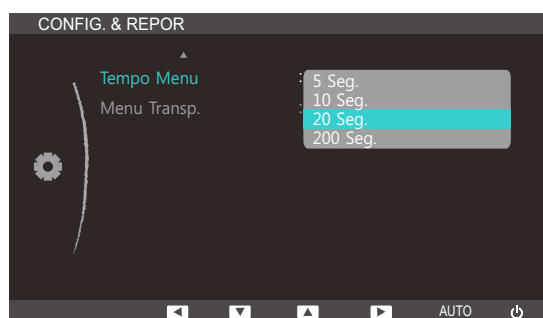 CONFIG. & REPOR
Tempo Menu : 5 Seg.
10 Seg.
Menu Transp. : 20 Seg.
200 Seg.
AUTO